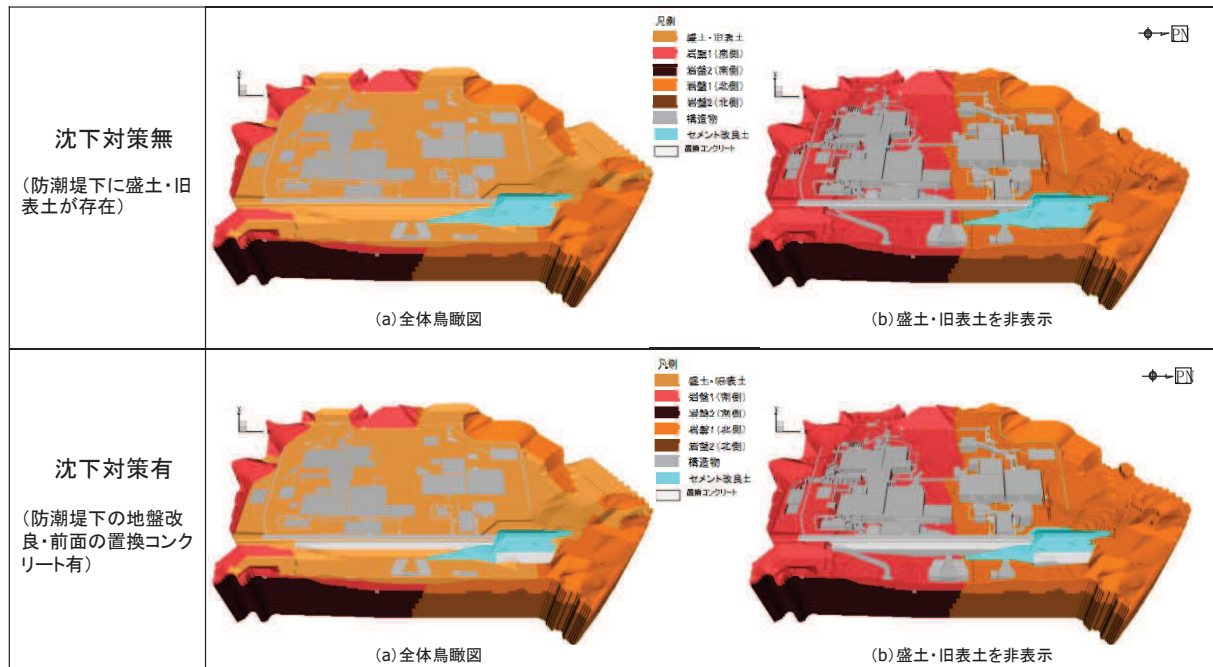 沈下対策無
(防潮堤下に盛土・旧
表土が存在)
凡例
盛土・旧表土
岩盤1(南側)
岩盤2(南側)
岩盤1(北側)
岩盤2(北側)
構造物
セメント改良土
置換コンクリート
PN
(a)全体鳥瞰図
(b)盛土・旧表土を非表示
沈下対策有
(防潮堤下の地盤改
良・前面の置換コンク
リート有)
凡例
盛土・旧表土
岩盤1(南側)
岩盤2(南側)
岩盤1(北側)
岩盤2(北側)
構造物
セメント改良土
置換コンクリート
PN
(a)全体鳥瞰図
(b)盛土・旧表土を非表示